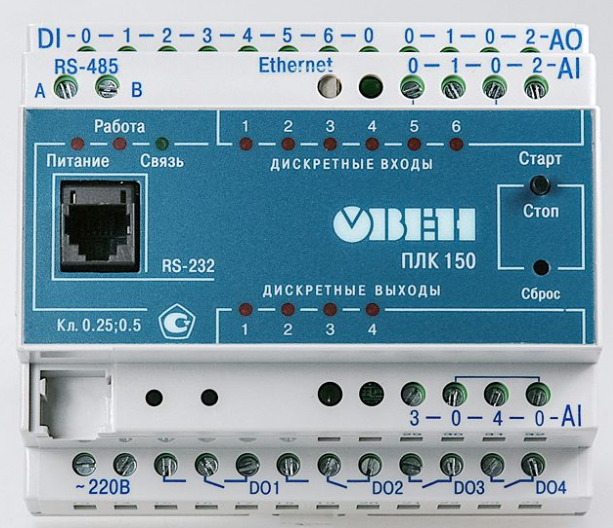 DI-0-1-2-3-4-5-6-0 0-1-0-2-AO
RS-485 Ethernet 0-1-0-2-AI
A B
Работа 1 2 3 4 5 6
Питание Связь ДИСКРЕТНЫЕ ВХОДЫ Старт
Стоп
ОВЕН
RS-232 ПЛК 150
ДИСКРЕТНЫЕ ВЫХОДЫ Сброс
Кл. 0.25;0.5 1 2 3 4
3-0-4-0-AI
~220В DO1 DO2 DO3 DO4